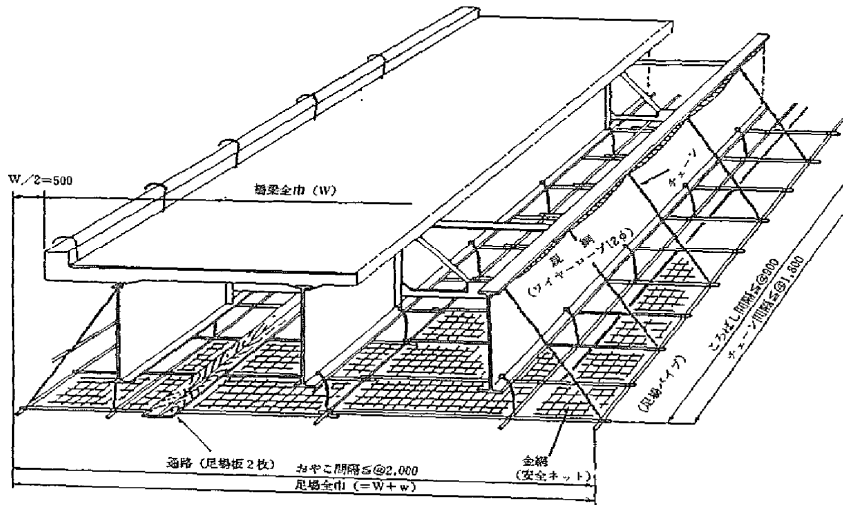 W/2=500
橋梁全巾(W)
チェーン
親綱
(ワイヤーロープ12φ)
ころばし間隔≦@900
チェーン間隔≦@1,800
(足場パイプ)
通路(足場板2枚)
おやご間隔≦@2,000
足場全巾(=W+w)
金網
(安全ネット)